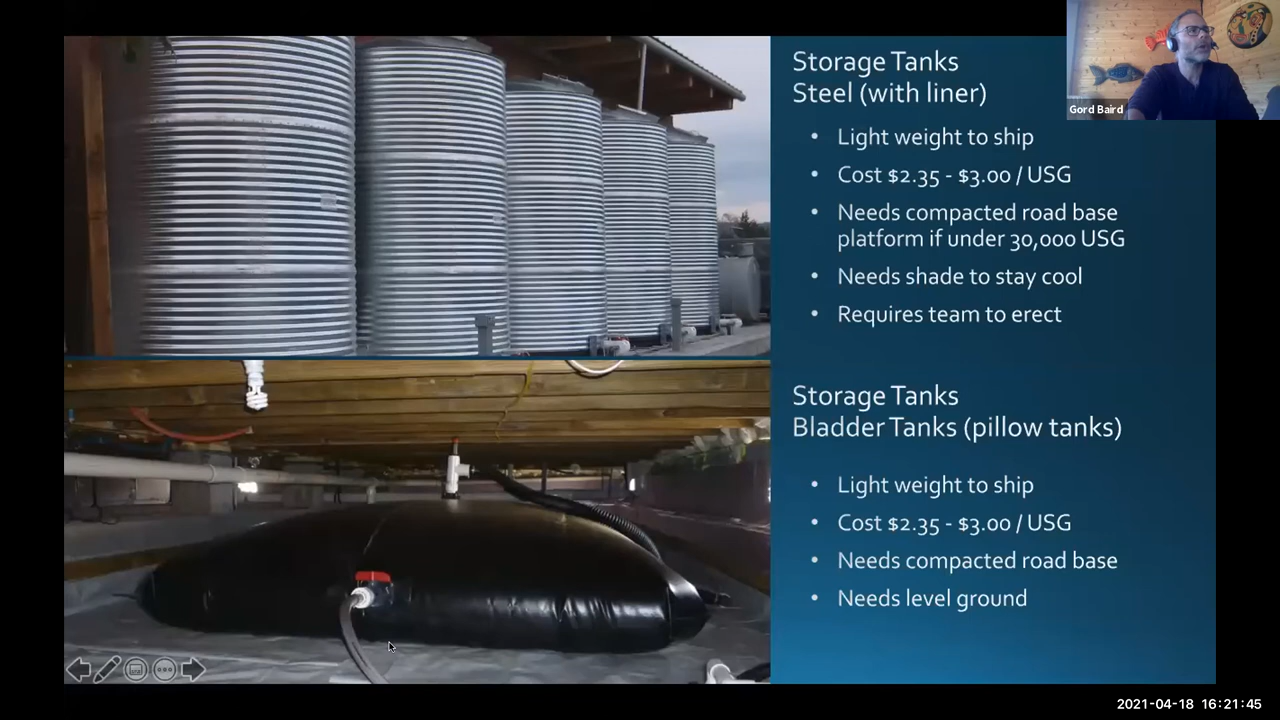 Storage Tanks
Steel (with liner)
• Light weight to ship
• Cost $2.35 - $3.00 / USG
• Needs compacted road base
platform if under 30,000 USG
• Needs shade to stay cool
• Requires team to erect
Storage Tanks
Bladder Tanks (pillow tanks)
• Light weight to ship
• Cost $2.35 - $3.00 / USG
• Needs compacted road base
• Needs level ground
Gord Baird
2021-04-18 16:21:45